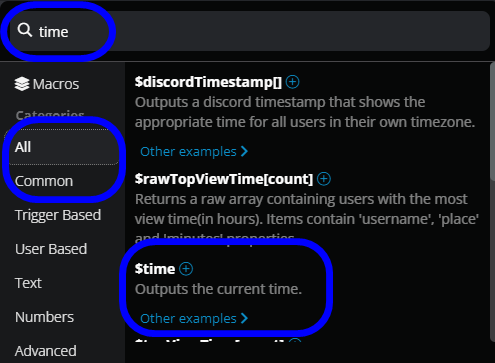 time
Macros
Categories
All
Common
Trigger Based
User Based
Text
Numbers
Advanced
$discordTimestamp[]
Outputs a discord timestamp that shows the
appropriate time for all users in their own timezone.
Other examples
$rawTopViewTime[count]
Returns a raw array containing users with the most
view time(in hours). Items contain 'username', 'place'
and 'minutes' properties.
$time
Outputs the current time.
Other examples